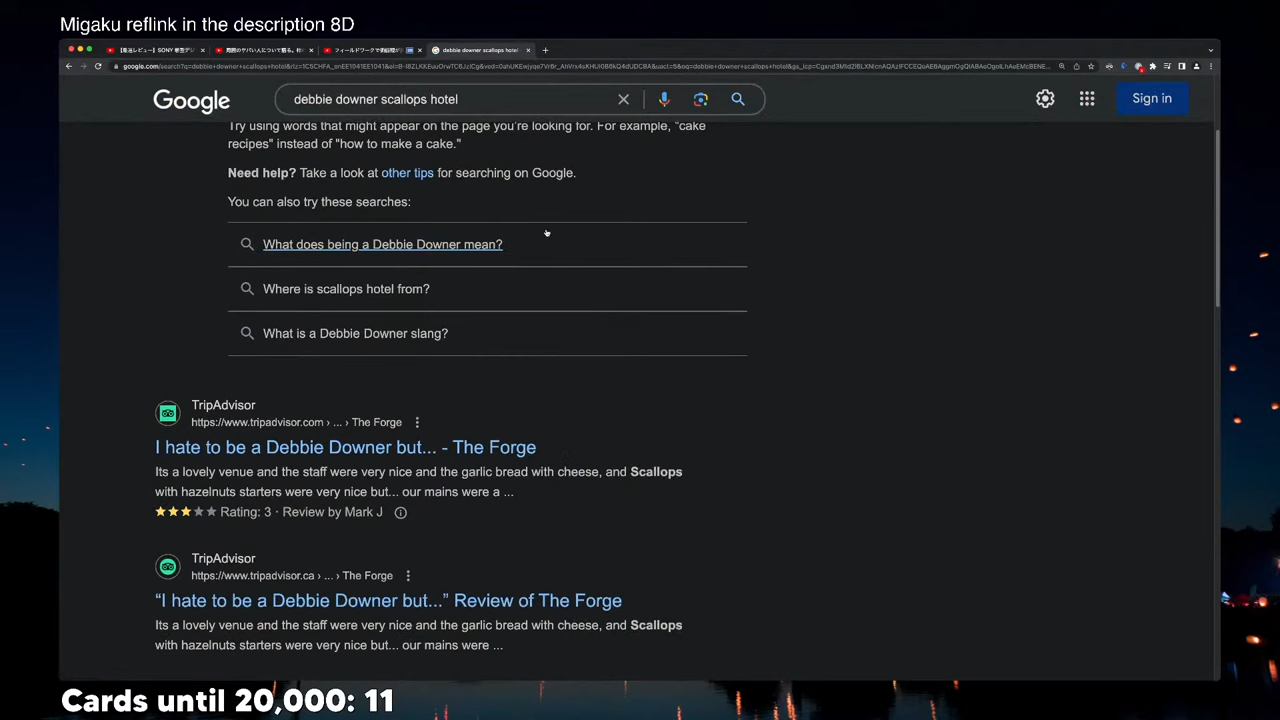 Migaku reflink in the description 8D
debbie downer scallops hotel
Google
debbie downer scallops hotel
Sign in
Try using words that might appear on the page you're looking for. For example, "cake
recipes" instead of "how to make a cake."
Need help? Take a look at other tips for searching on Google.
You can also try these searches:
What does being a Debbie Downer mean?
Where is scallops hotel from?
What is a Debbie Downer slang?
TripAdvisor
https://www.tripadvisor.com › ... › The Forge
I hate to be a Debbie Downer but... - The Forge
Its a lovely venue and the staff were very nice and the garlic bread with cheese, and Scallops
with hazelnuts starters were very nice but... our mains were a ...
Rating: 3 · Review by Mark J
TripAdvisor
https://www.tripadvisor.ca › ... › The Forge
“I hate to be a Debbie Downer but...” Review of The Forge
Its a lovely venue and the staff were very nice and the garlic bread with cheese, and Scallops
with hazelnuts starters were very nice but... our mains were ...
Cards until 20,000: 11